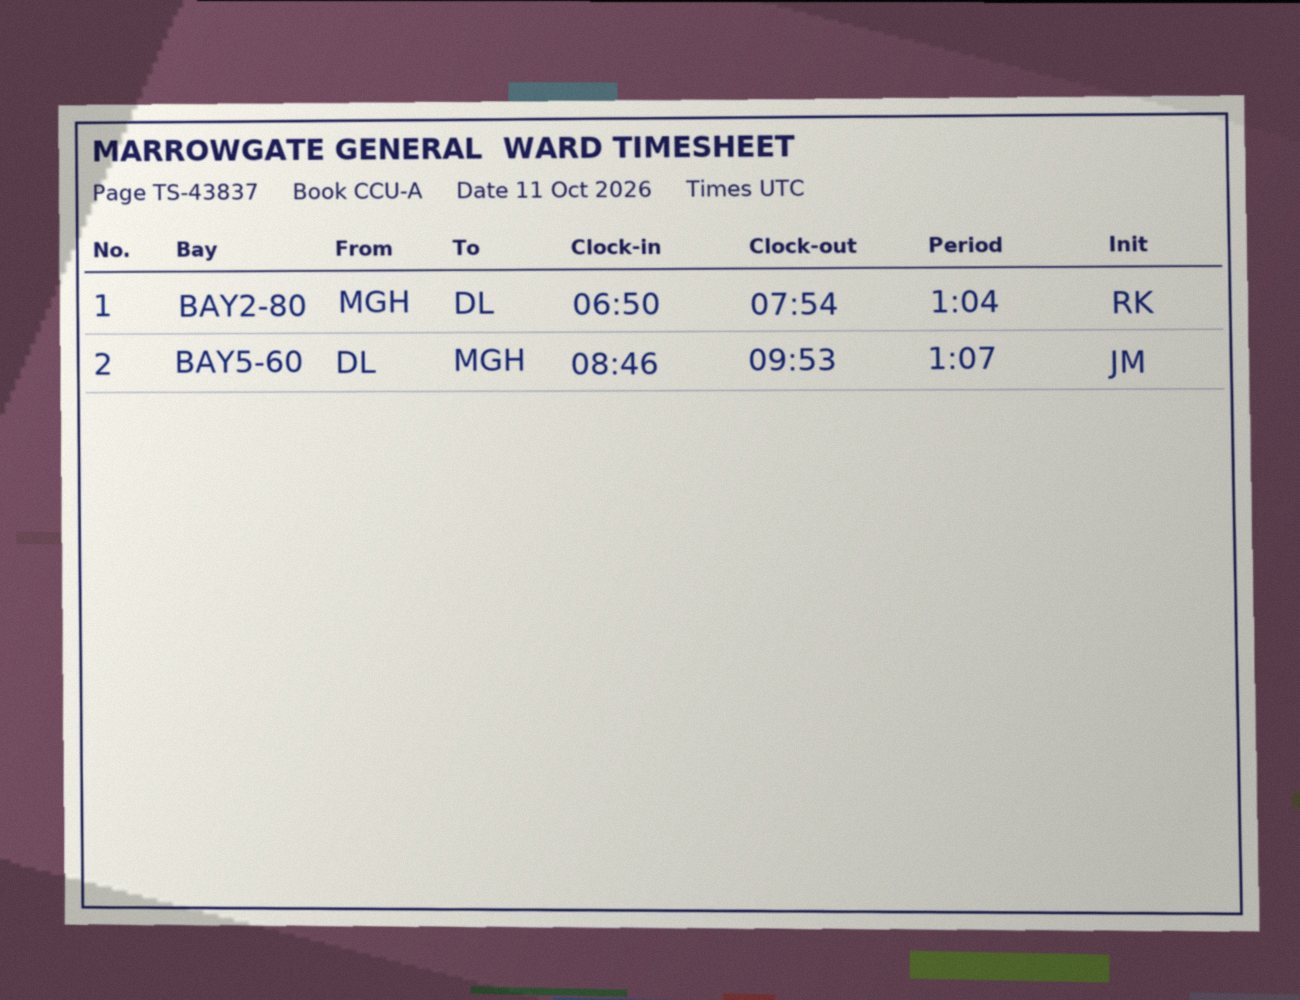 MARROWGATE GENERAL WARD TIMESHEET
Page TS-43837 Book CCU-A Date 11 Oct 2026 Times UTC
No. Bay From To Clock-in Clock-out Period Init
1 BAY2-80 MGH DL 06:50 07:54 1:04 RK
2 BAY5-60 DL MGH 08:46 09:53 1:07 JM